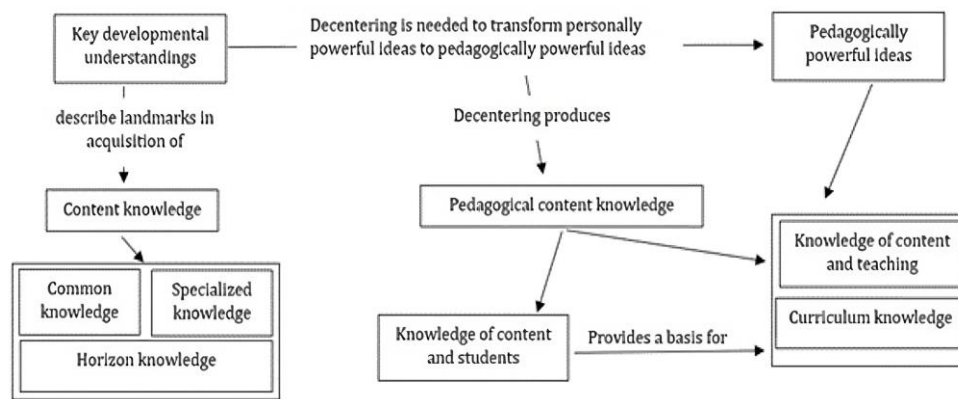 Key developmental
understandings
Decentering is needed to transform personally
powerful ideas to pedagogically powerful ideas
Pedagogically
powerful ideas
describe landmarks in
acquisition of
Decentering produces
Content knowledge
Pedagogical content knowledge
Common
knowledge
Specialized
knowledge
Horizon knowledge
Knowledge of content
and students
Provides a basis for
Knowledge of content
and teaching
Curriculum knowledge